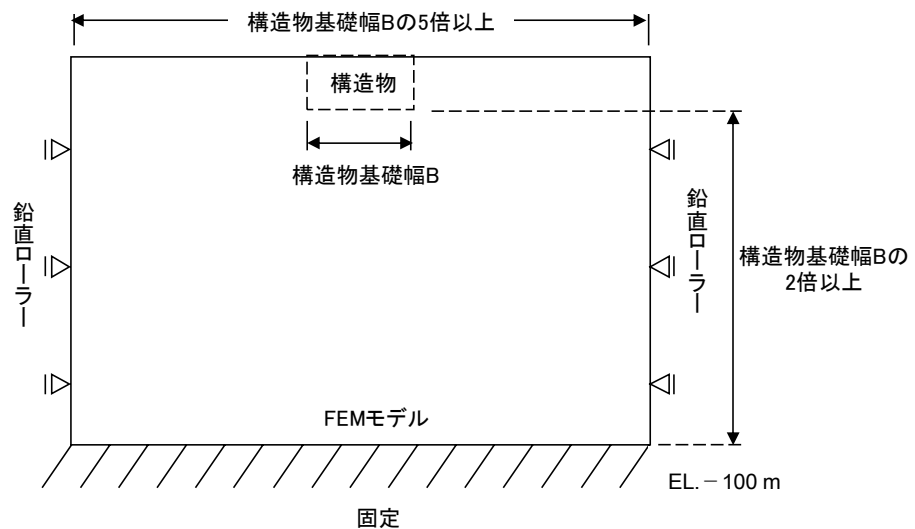 構造物基礎幅Bの5倍以上
構造物
構造物基礎幅B
鉛直ローラー
鉛直ローラー
構造物基礎幅Bの
2倍以上
FEMモデル
EL.－100 m
固定